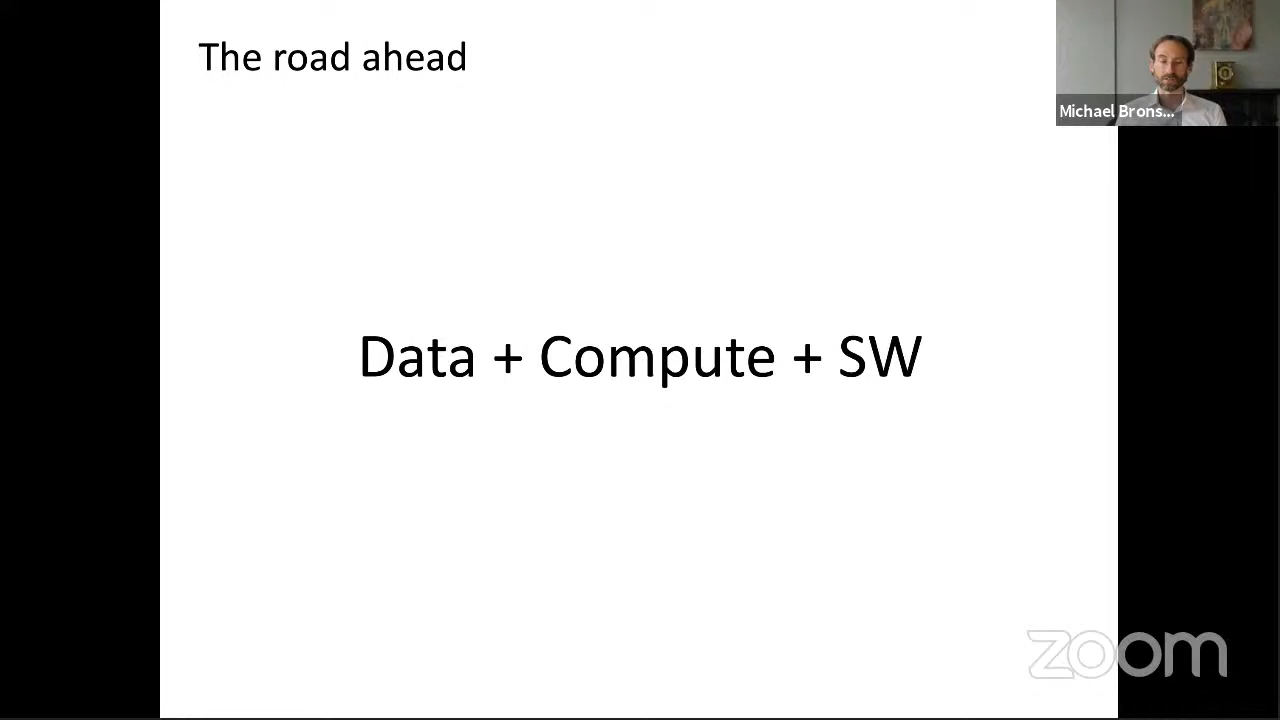 The road ahead
Michael Brons...
Data + Compute + SW
zoom